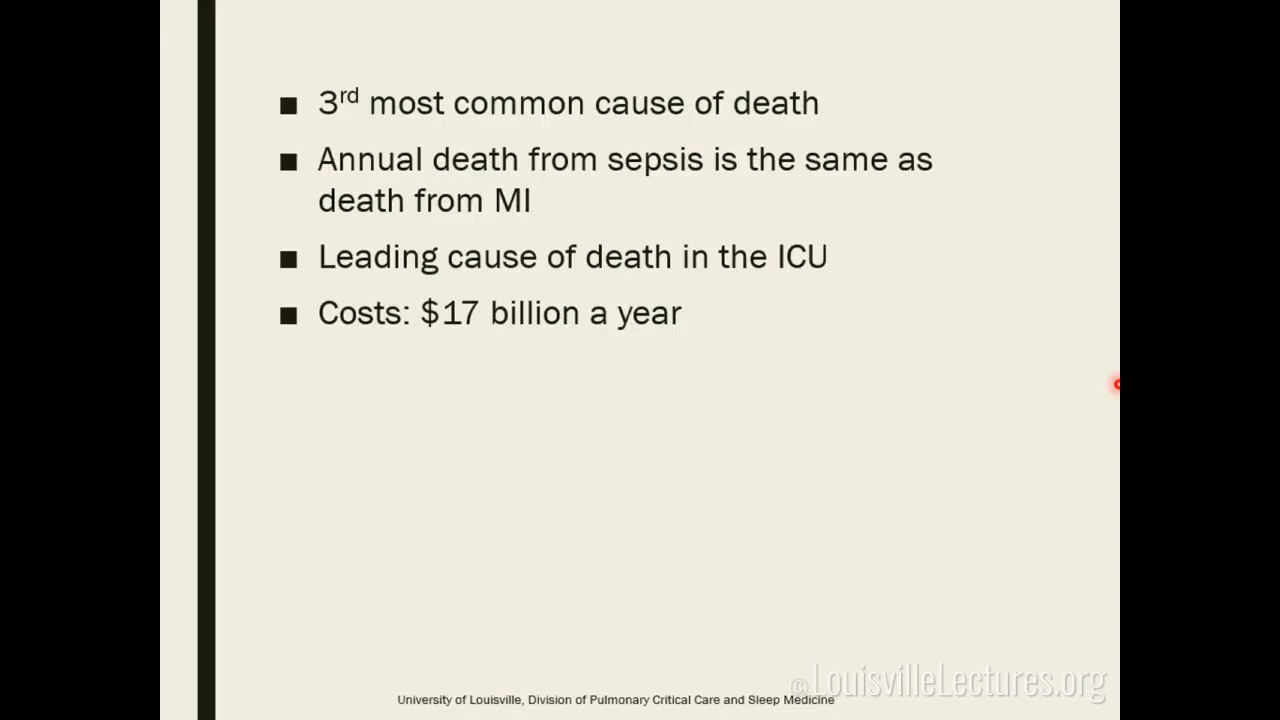 ■ 3rd most common cause of death
■ Annual death from sepsis is the same as
death from MI
■ Leading cause of death in the ICU
■ Costs: $17 billion a year
©LouisvilleLectures.org
University of Louisville, Division of Pulmonary Critical Care and Sleep Medicine